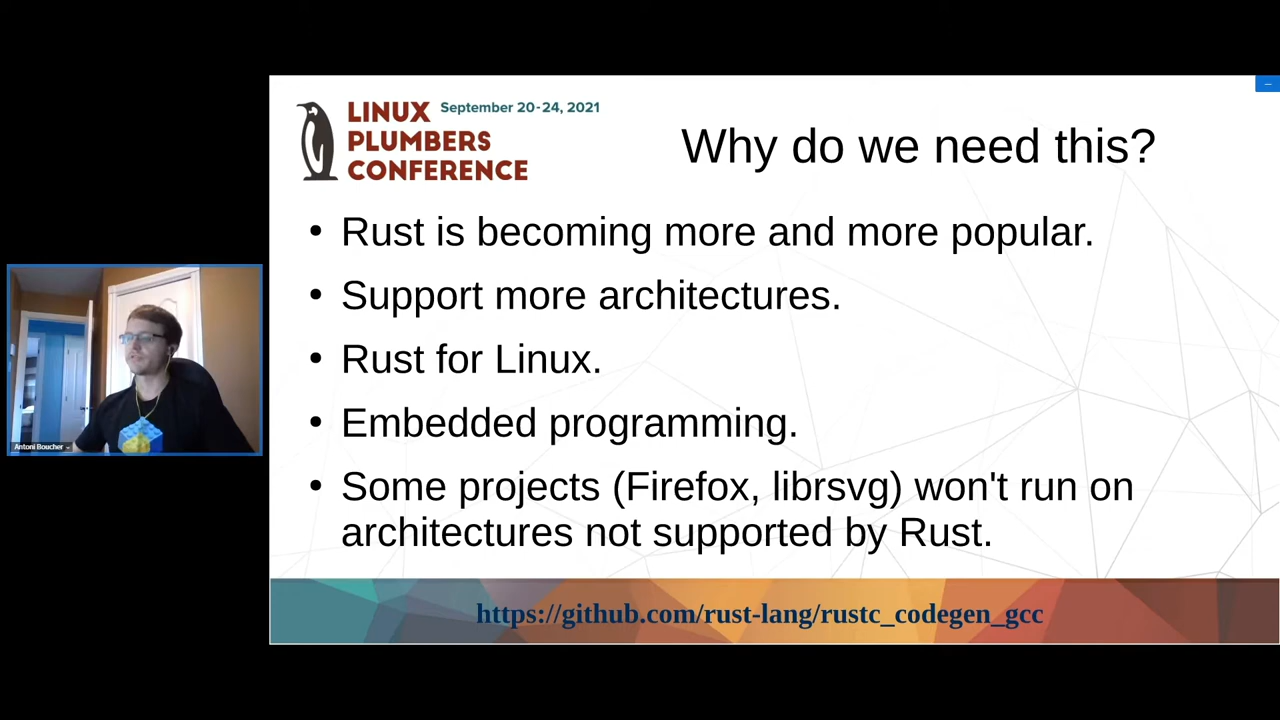 LINUX September 20-24, 2021
PLUMBERS
CONFERENCE
Why do we need this?
• Rust is becoming more and more popular.
• Support more architectures.
• Rust for Linux.
• Embedded programming.
• Some projects (Firefox, librsvg) won't run on
architectures not supported by Rust.
Antoni Boucher
https://github.com/rust-lang/rustc_codegen_gcc